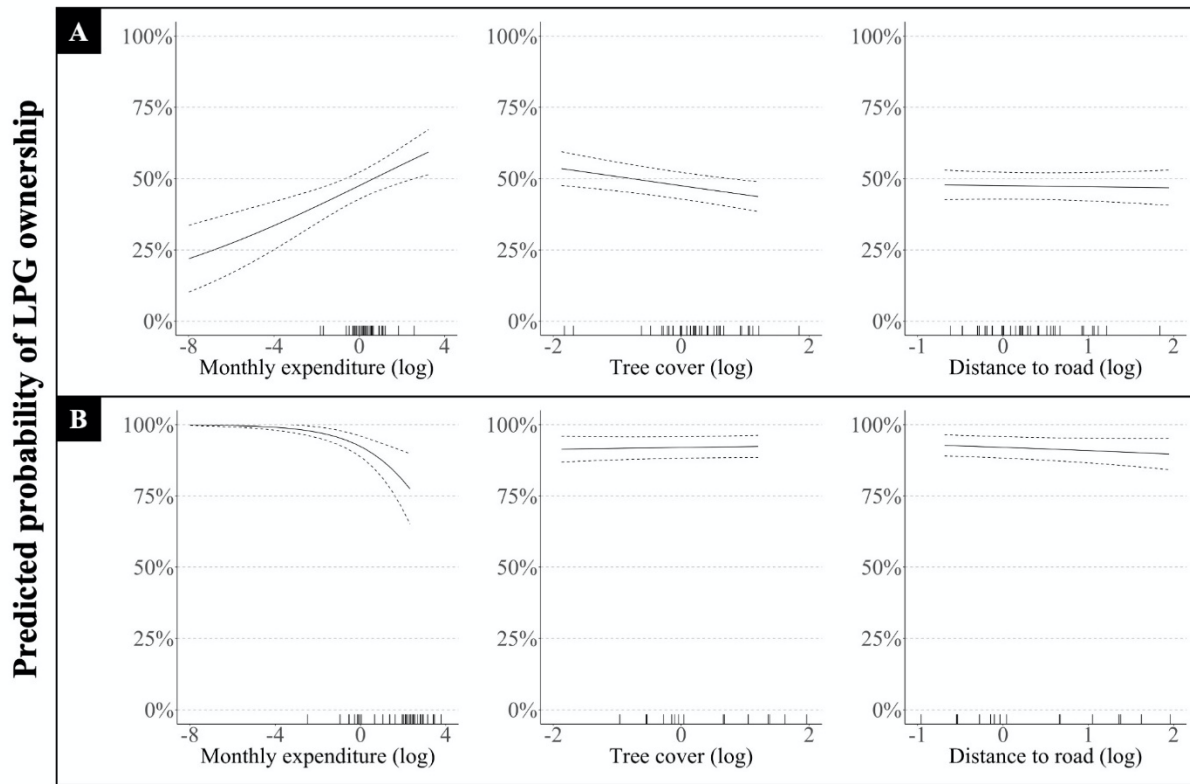 Predicted probability of LPG ownership
A
100%
75%
50%
25%
0%
-8 -4 0 4
Monthly expenditure (log)
100%
75%
50%
25%
0%
-2 0 2
Tree cover (log)
100%
75%
50%
25%
0%
-1 0 1 2
Distance to road (log)
B
100%
75%
50%
25%
0%
-8 -4 0 4
Monthly expenditure (log)
100%
75%
50%
25%
0%
-2 0 2
Tree cover (log)
100%
75%
50%
25%
0%
-1 0 1 2
Distance to road (log)